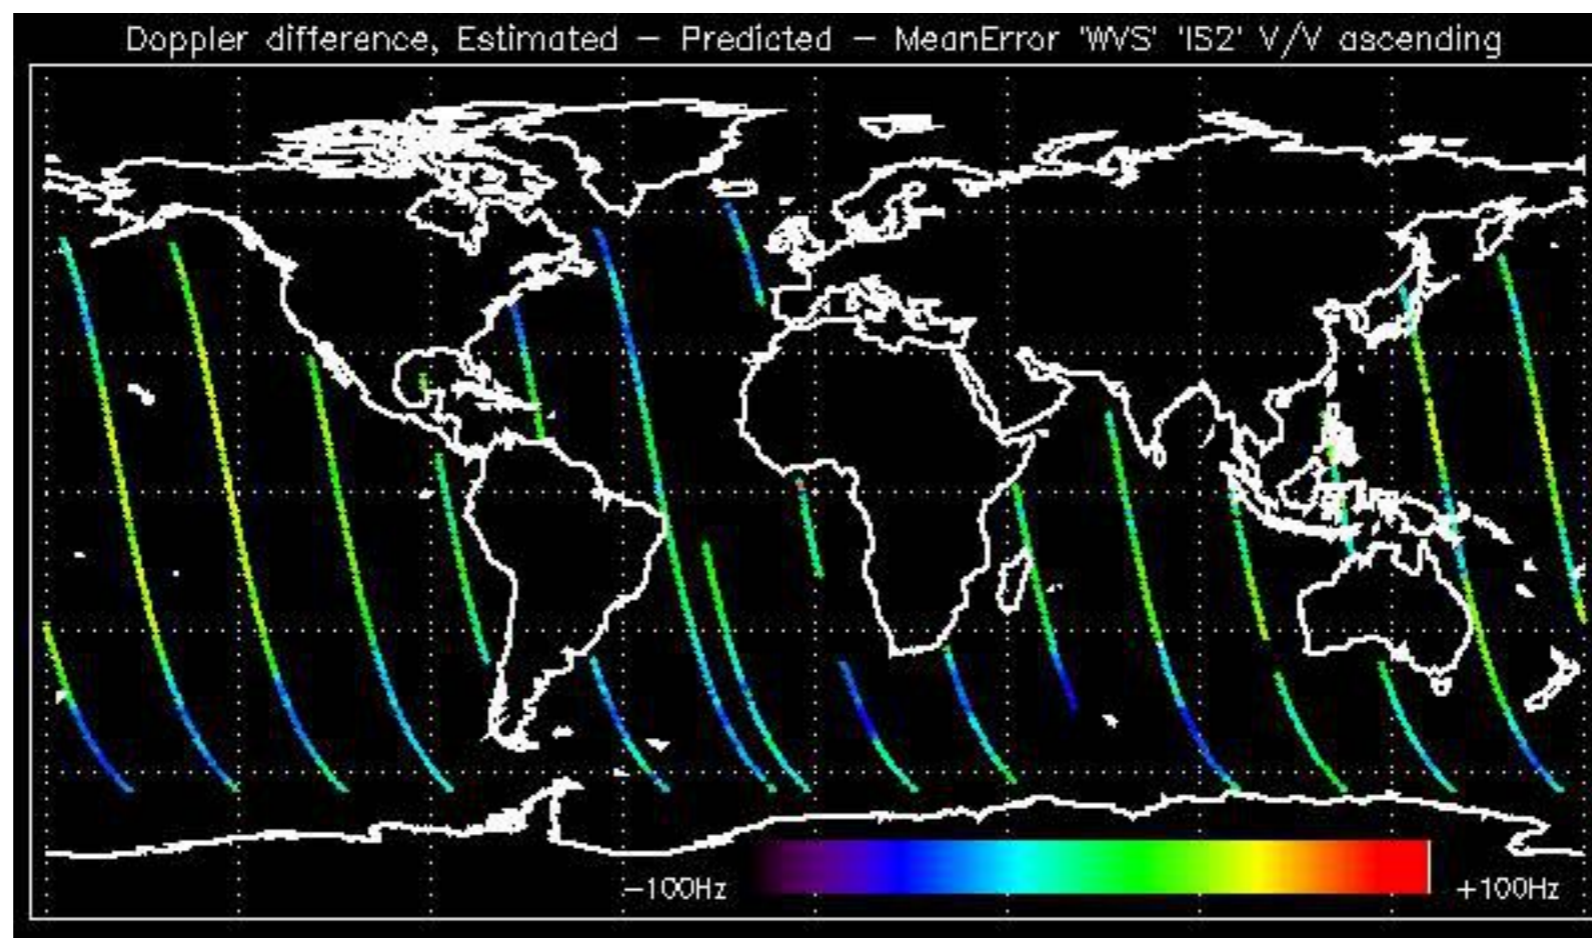 Doppler difference, Estimated – Predicted – MeanError 'WVS' 'IS2' V/V ascending
−100Hz
+100Hz